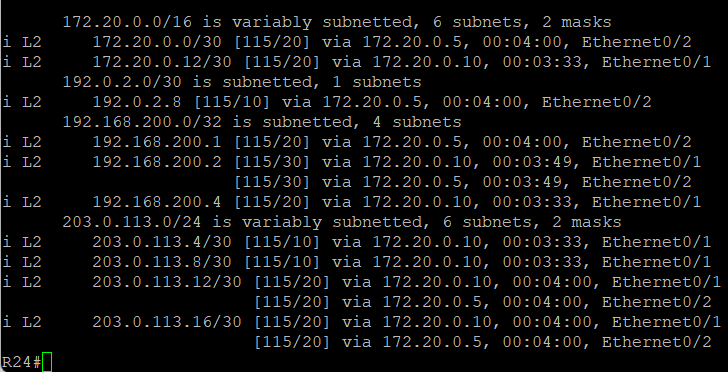 172.20.0.0/16 is variably subnetted, 6 subnets, 2 masks
i L2 172.20.0.0/30 [115/20] via 172.20.0.5, 00:04:00, Ethernet0/2
i L2 172.20.0.12/30 [115/20] via 172.20.0.10, 00:03:33, Ethernet0/1
192.0.2.0/30 is subnetted, 1 subnets
i L2 192.0.2.8 [115/10] via 172.20.0.5, 00:04:00, Ethernet0/2
192.168.200.0/32 is subnetted, 4 subnets
i L2 192.168.200.1 [115/20] via 172.20.0.5, 00:04:00, Ethernet0/2
i L2 192.168.200.2 [115/30] via 172.20.0.10, 00:03:49, Ethernet0/1
[115/30] via 172.20.0.5, 00:03:49, Ethernet0/2
i L2 192.168.200.4 [115/20] via 172.20.0.10, 00:03:33, Ethernet0/1
203.0.113.0/24 is variably subnetted, 6 subnets, 2 masks
i L2 203.0.113.4/30 [115/10] via 172.20.0.10, 00:03:33, Ethernet0/1
i L2 203.0.113.8/30 [115/10] via 172.20.0.10, 00:03:33, Ethernet0/1
i L2 203.0.113.12/30 [115/20] via 172.20.0.10, 00:04:00, Ethernet0/1
[115/20] via 172.20.0.5, 00:04:00, Ethernet0/2
i L2 203.0.113.16/30 [115/20] via 172.20.0.10, 00:04:00, Ethernet0/1
[115/20] via 172.20.0.5, 00:04:00, Ethernet0/2
R24#